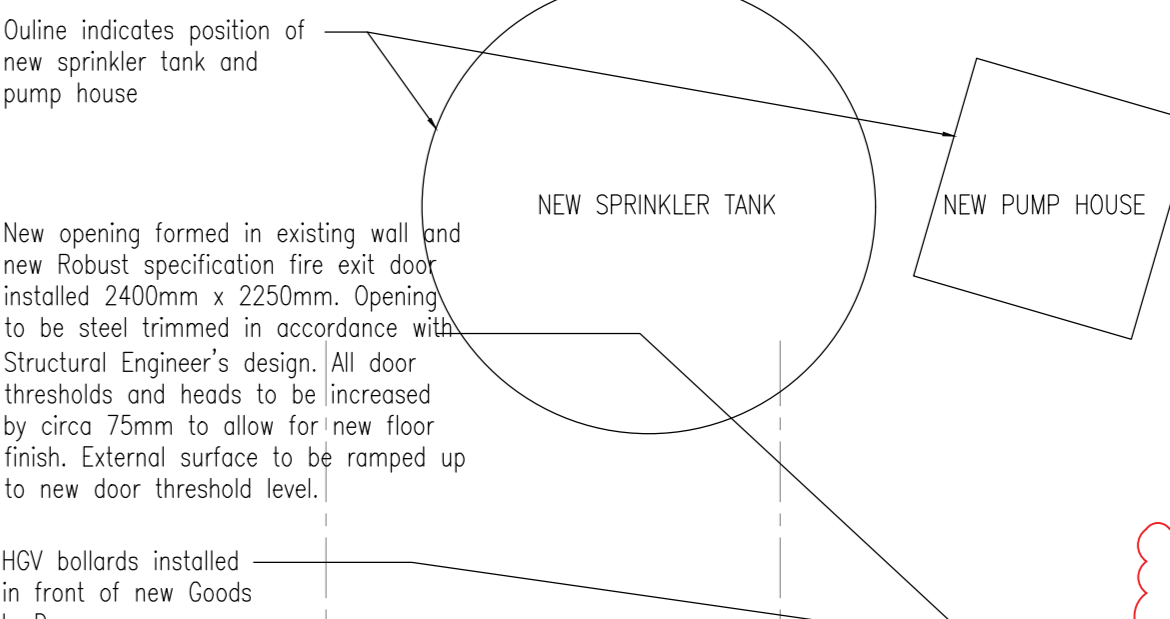 Ouline indicates position of
new sprinkler tank and
pump house
NEW SPRINKLER TANK
NEW PUMP HOUSE
New opening formed in existing wall and
new Robust specification fire exit door
installed 2400mm x 2250mm. Opening
to be steel trimmed in accordance with
Structural Engineer's design. All door
thresholds and heads to be increased
by circa 75mm to allow for new floor
finish. External surface to be ramped up
to new door threshold level.
HGV bollards installed
in front of new Goods